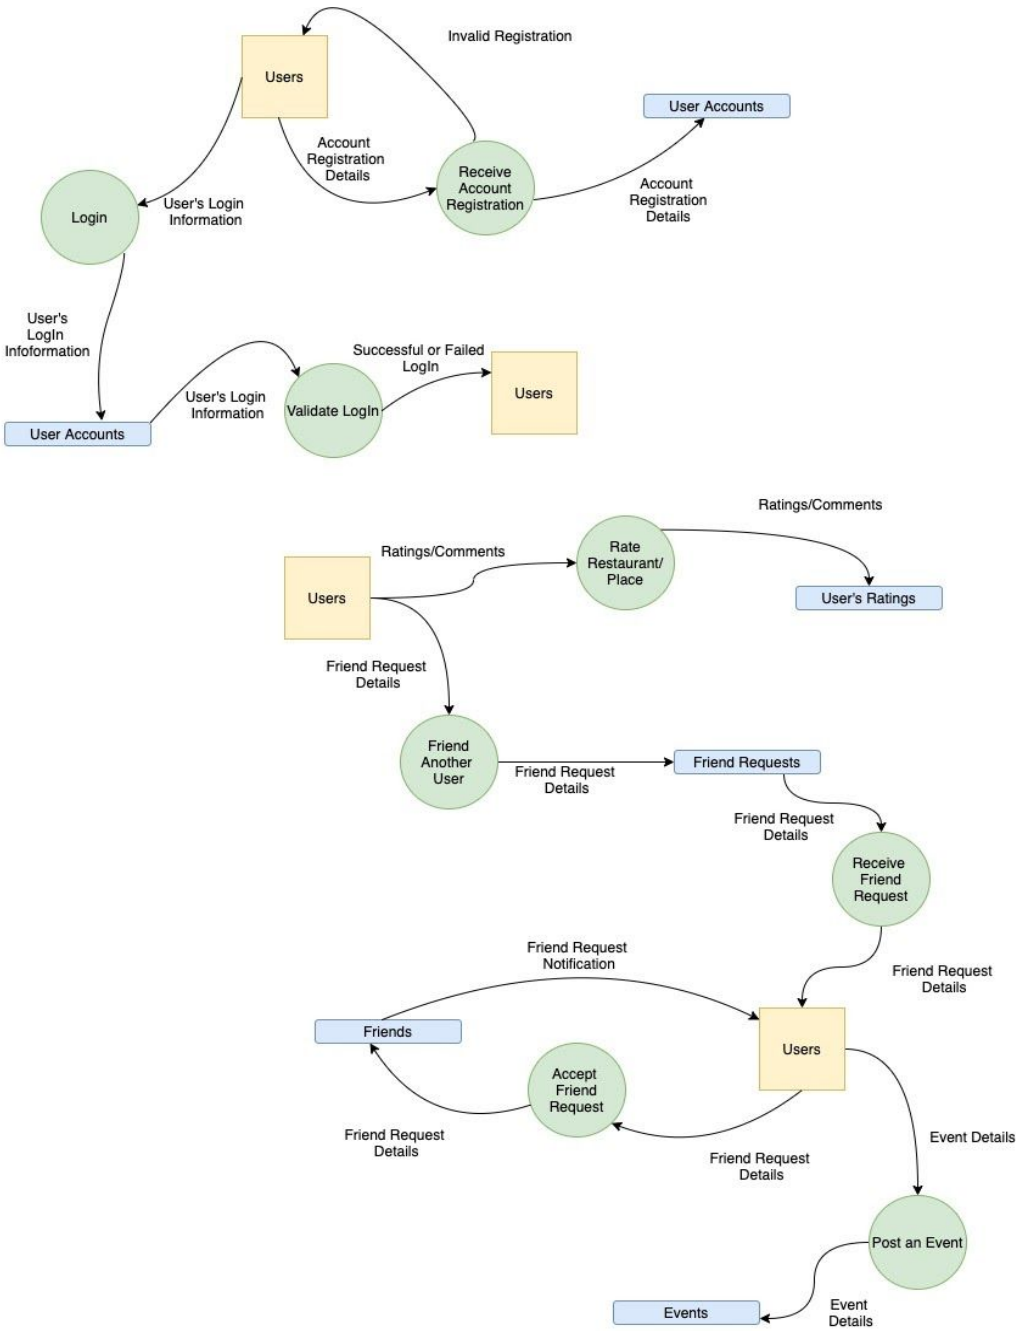 Invalid Registration
Users
User Accounts
Account
Registration
Details
Receive
Account
Registration
Account
Registration
Details
User's Login
Information
Login
User's
LogIn
Infoformation
Successful or Failed
LogIn
User's Login
Information
Validate LogIn
Users
User Accounts
Ratings/Comments
Ratings/Comments
Rate
Restaurant/
Place
Users
User's Ratings
Friend Request
Details
Friend
Another
User
Friend Request
Details
Friend Requests
Friend Request
Details
Receive
Friend
Request
Friend Request
Notification
Friend Request
Details
Friends
Users
Accept
Friend
Request
Friend Request
Details
Friend Request
Details
Event Details
Post an Event
Events
Event
Details